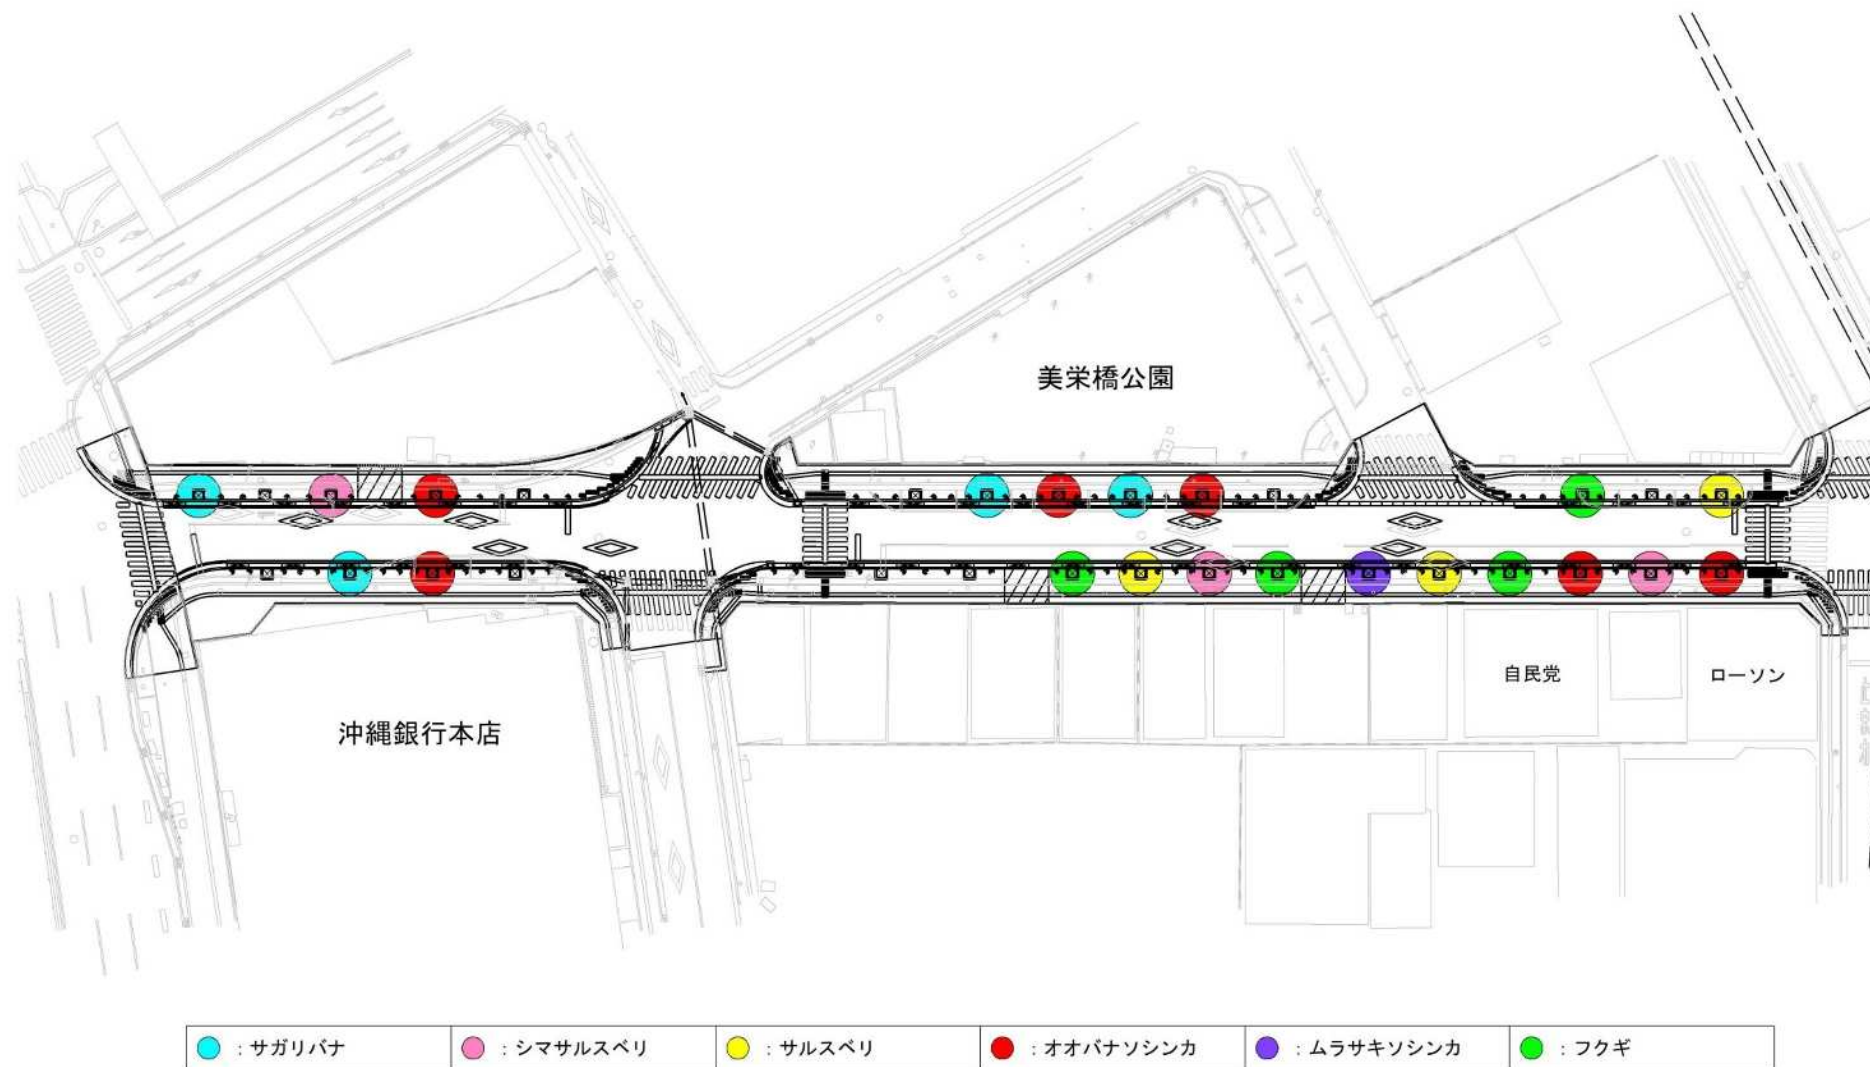 美栄橋公園
自民党
ローソン
沖縄銀行本店
：サガリバナ
：シマサルスベリ
：サルスベリ
：オオバナソシンカ
：ムラサキソシンカ
：フクギ